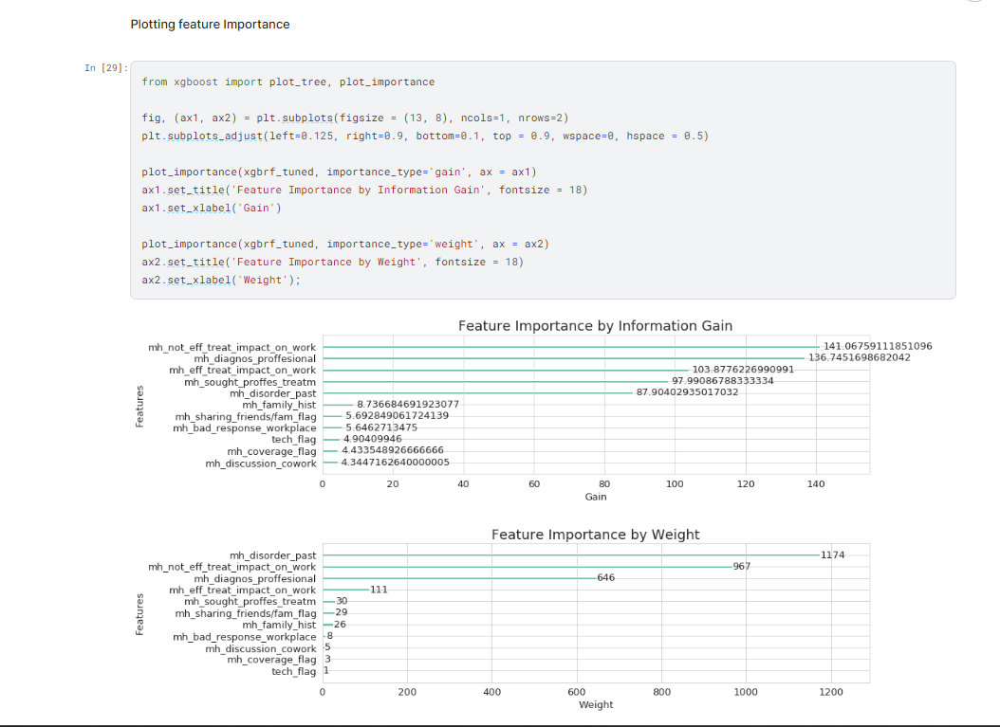 Plotting feature Importance
In [29]:
from xgboost import plot_tree, plot_importance
fig, (ax1, ax2) = plt.subplots(figsize = (13, 8), ncols=1, nrows=2)
plt.subplots_adjust(left=0.125, right=0.9, bottom=0.1, top = 0.9, wspace=0, hspace = 0.5)
plot_importance(xgbrf_tuned, importance_type='gain', ax = ax1)
ax1.set_title('Feature Importance by Information Gain', fontsize = 18)
ax1.set_xlabel('Gain')
plot_importance(xgbrf_tuned, importance_type='weight', ax = ax2)
ax2.set_title('Feature Importance by Weight', fontsize = 18)
ax2.set_xlabel('Weight');
Feature Importance by Information Gain
Features
mh_not_eff_treat_impact_on_work 141.06759111851096
mh_diagnos_proffesional 136.7451698682042
mh_eff_treat_impact_on_work 103.8776226990991
mh_sought_proffes_treatm 97.99086788333334
mh_disorder_past 87.90402935017032
mh_family_hist 8.736684691923077
mh_sharing_friends/fam_flag 5.692849061724139
mh_bad_response_workplace 5.6462713475
tech_flag 4.90409946
mh_coverage_flag 4.433548926666666
mh_discussion_cowork 4.3447162640000005
0 20 40 60 80 100 120 140
Gain
Feature Importance by Weight
Features
mh_disorder_past 1174
mh_not_eff_treat_impact_on_work 967
mh_diagnos_proffesional 646
mh_eff_treat_impact_on_work 111
mh_sought_proffes_treatm 30
mh_sharing_friends/fam_flag 29
mh_family_hist 26
mh_bad_response_workplace 8
mh_discussion_cowork 5
mh_coverage_flag 3
tech_flag 1
0 200 400 600 800 1000 1200
Weight